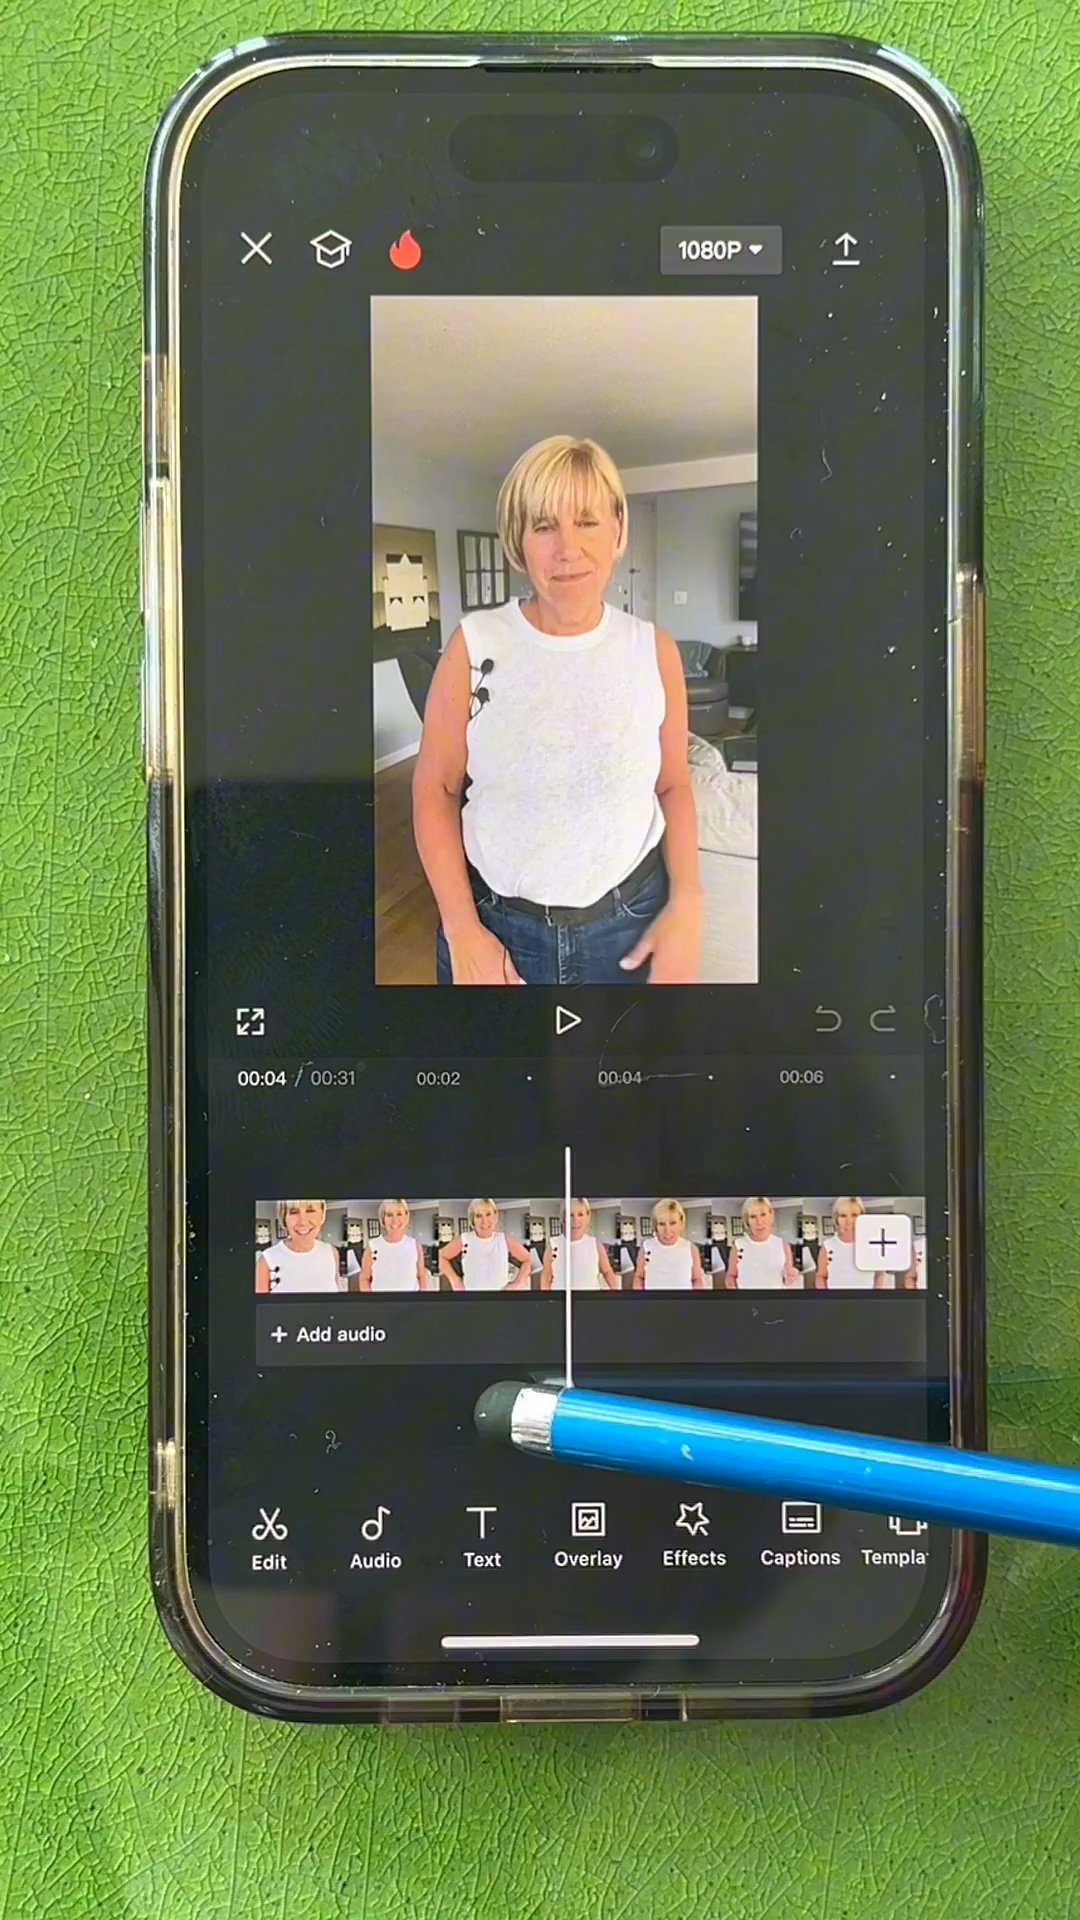 1080P
00:04 / 00:31 00:02 00:04 00:06
+ Add audio
Edit Audio Text Overlay Effects Captions Templa